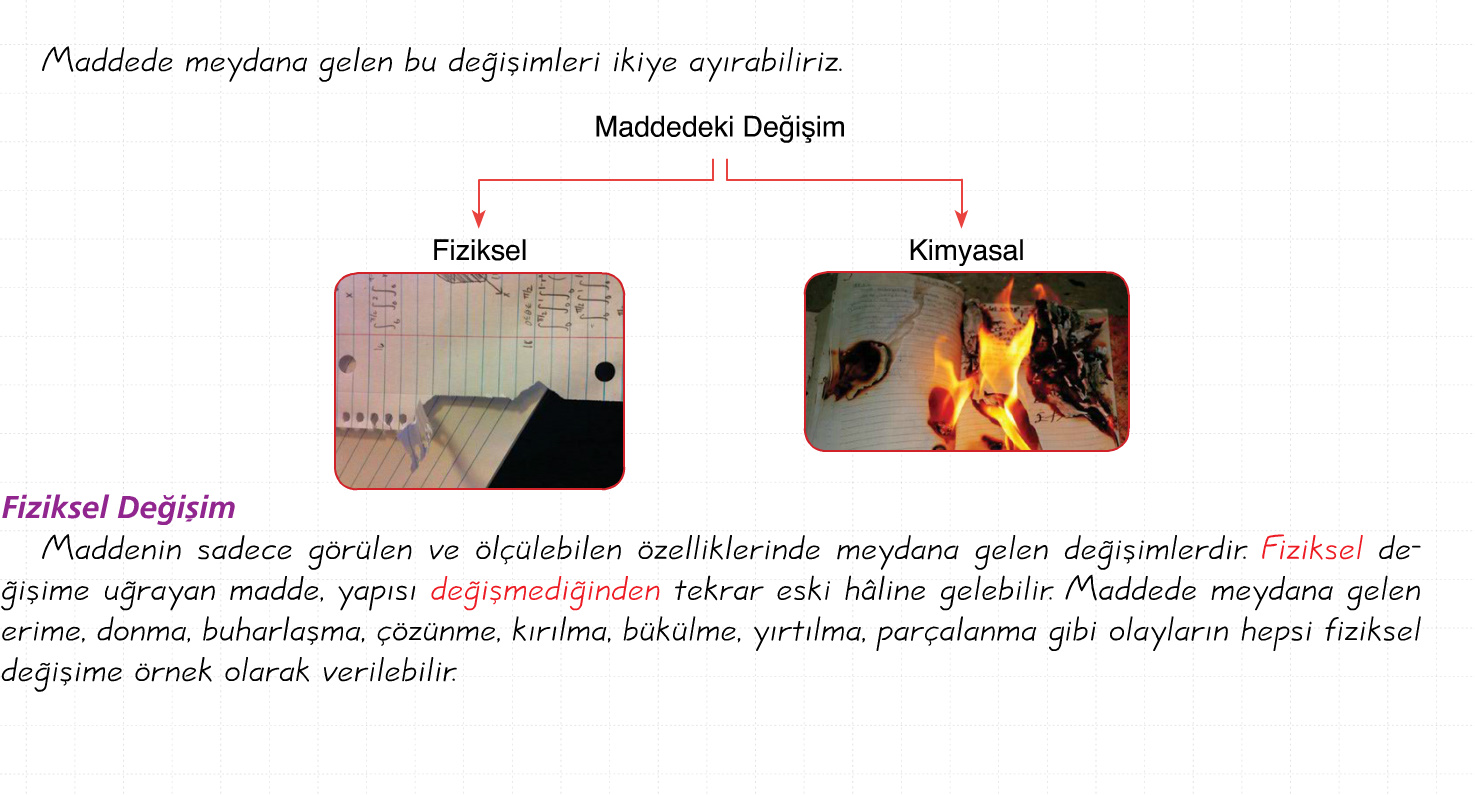 Maddede meydana gelen bu değişimleri ikiye ayırabiliriz.
Maddedeki Değişim
Fiziksel
Kimyasal
Fiziksel Değişim
Maddenin sadece görülen ve ölçülebilen özelliklerinde meydana gelen değişimlerdir. Fiziksel de-
ğişime uğrayan madde, yapısı değişmediğinden tekrar eski hâline gelebilir. Maddede meydana gelen
erime, donma, buharlaşma, çözünme, kırılma, bükülme, yırtılma, parçalanma gibi olayların hepsi fiziksel
değişime örnek olarak verilebilir.